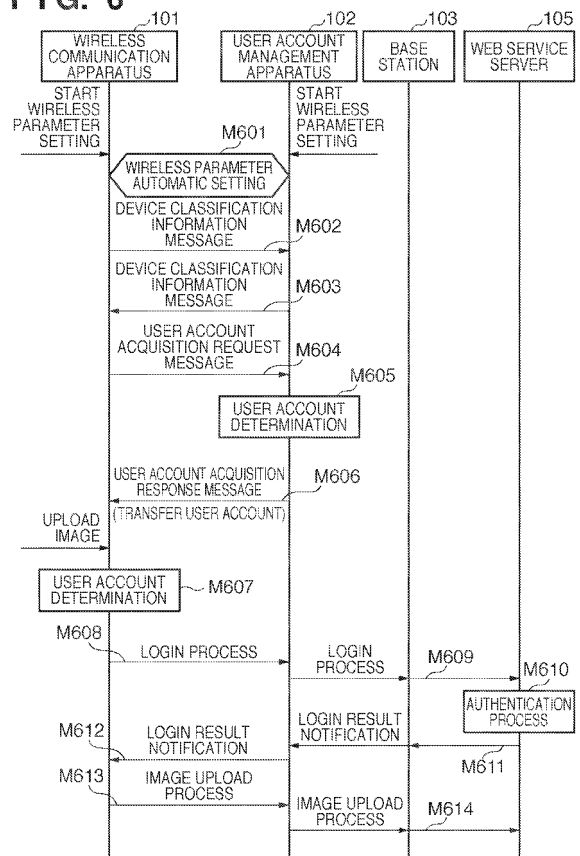 FIG. 6
101
102
103
105
WIRELESS
COMMUNICATION
APPARATUS
USER ACCOUNT
MANAGEMENT
APPARATUS
BASE
STATION
WEB SERVICE
SERVER
START
WIRELESS
PARAMETER
SETTING
START
WIRELESS
PARAMETER
SETTING
M601
WIRELESS PARAMETER
AUTOMATIC SETTING
DEVICE CLASSIFICATION
INFORMATION
MESSAGE
M602
DEVICE CLASSIFICATION
INFORMATION
MESSAGE
M603
USER ACCOUNT
ACQUISITION REQUEST
MESSAGE
M604
M605
USER ACCOUNT
DETERMINATION
USER ACCOUNT ACQUISITION
RESPONSE MESSAGE
M606
(TRANSFER USER ACCOUNT)
UPLOAD
IMAGE
USER ACCOUNT
DETERMINATION
M607
M608
LOGIN PROCESS
LOGIN
PROCESS
M609
M610
AUTHENTICATION
PROCESS
LOGIN RESULT
NOTIFICATION
M611
M612
LOGIN RESULT
NOTIFICATION
M613
IMAGE UPLOAD
PROCESS
IMAGE UPLOAD
PROCESS
M614